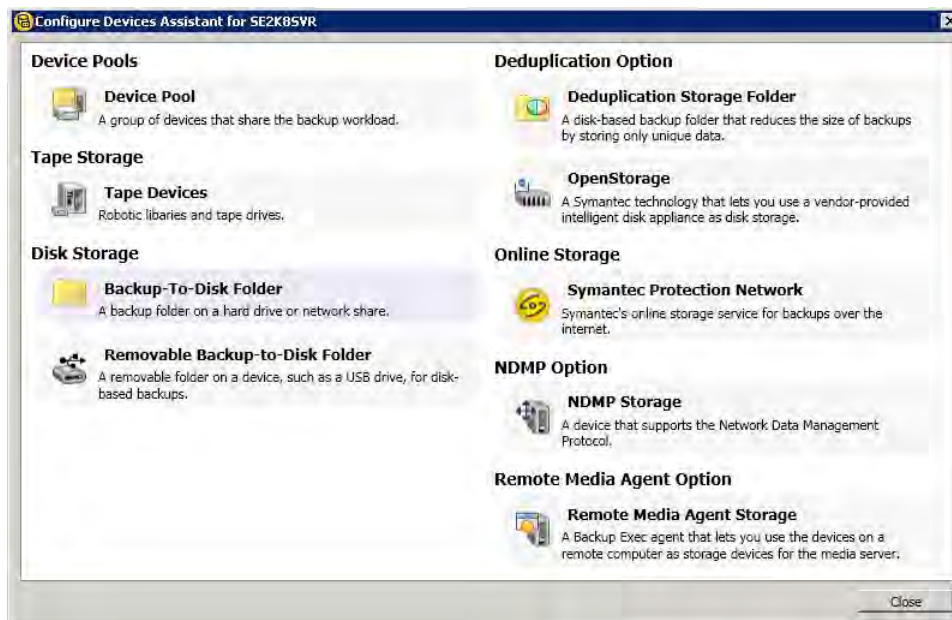 Configure Devices Assistant for SE2K8SVR
Device Pools
Device Pool
A group of devices that share the backup workload.
Tape Storage
Tape Devices
Robotic libaries and tape drives.
Disk Storage
Backup-To-Disk Folder
A backup folder on a hard drive or network share.
Removable Backup-to-Disk Folder
A removable folder on a device, such as a USB drive, for disk-
based backups.
Deduplication Option
Deduplication Storage Folder
A disk-based backup folder that reduces the size of backups
by storing only unique data.
OpenStorage
A Symantec technology that lets you use a vendor-provided
intelligent disk appliance as disk storage.
Online Storage
Symantec Protection Network
Symantec's online storage service for backups over the
internet.
NDMP Option
NDMP Storage
A device that supports the Network Data Management
Protocol.
Remote Media Agent Option
Remote Media Agent Storage
A Backup Exec agent that lets you use the devices on a
remote computer as storage devices for the media server.
Close